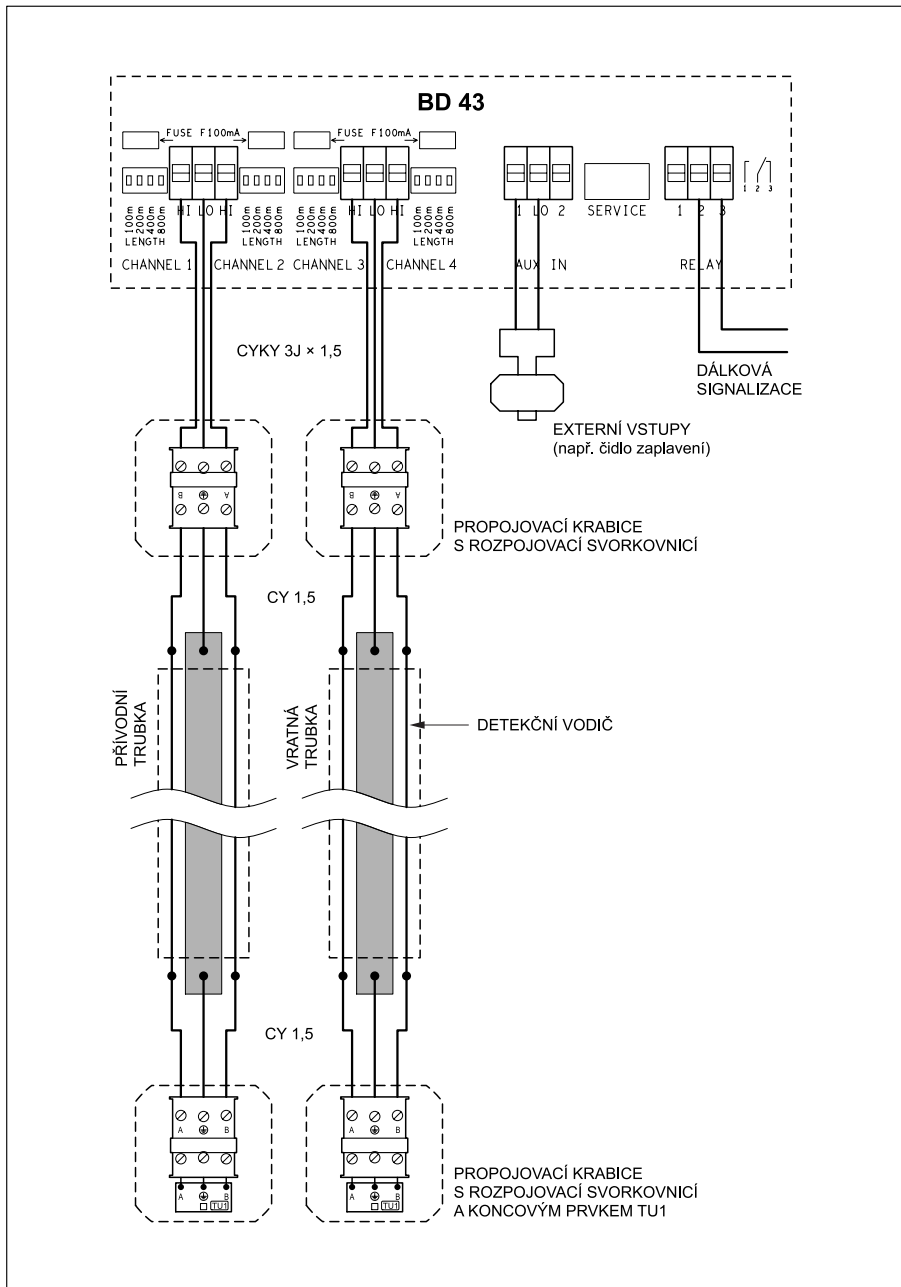 BD 43
FUSE F100mA
FUSE F100mA
HI LO HI
HI LO HI
1 LO 2
SERVICE
1 2 3
1 2 3
100m
200m
400m
800m
LENGTH
100m
200m
400m
800m
LENGTH
100m
200m
400m
800m
LENGTH
100m
200m
400m
800m
LENGTH
CHANNEL 1
CHANNEL 2
CHANNEL 3
CHANNEL 4
AUX IN
RELAY
CYKY 3J × 1,5
DÁLKOVÁ
SIGNALIZACE
EXTERNÍ VSTUPY
(např. čidlo zaplavení)
B A
B A
PROPOJOVACÍ KRABICE
S ROZPOJOVACÍ SVORKOVNICÍ
CY 1,5
PŘÍVODNÍ
TRUBKA
VRATNÁ
TRUBKA
DETEKČNÍ VODIČ
CY 1,5
A B
A B
A B
TU1
A B
TU1
PROPOJOVACÍ KRABICE
S ROZPOJOVACÍ SVORKOVNICÍ
A KONCOVÝM PRVKEM TU1